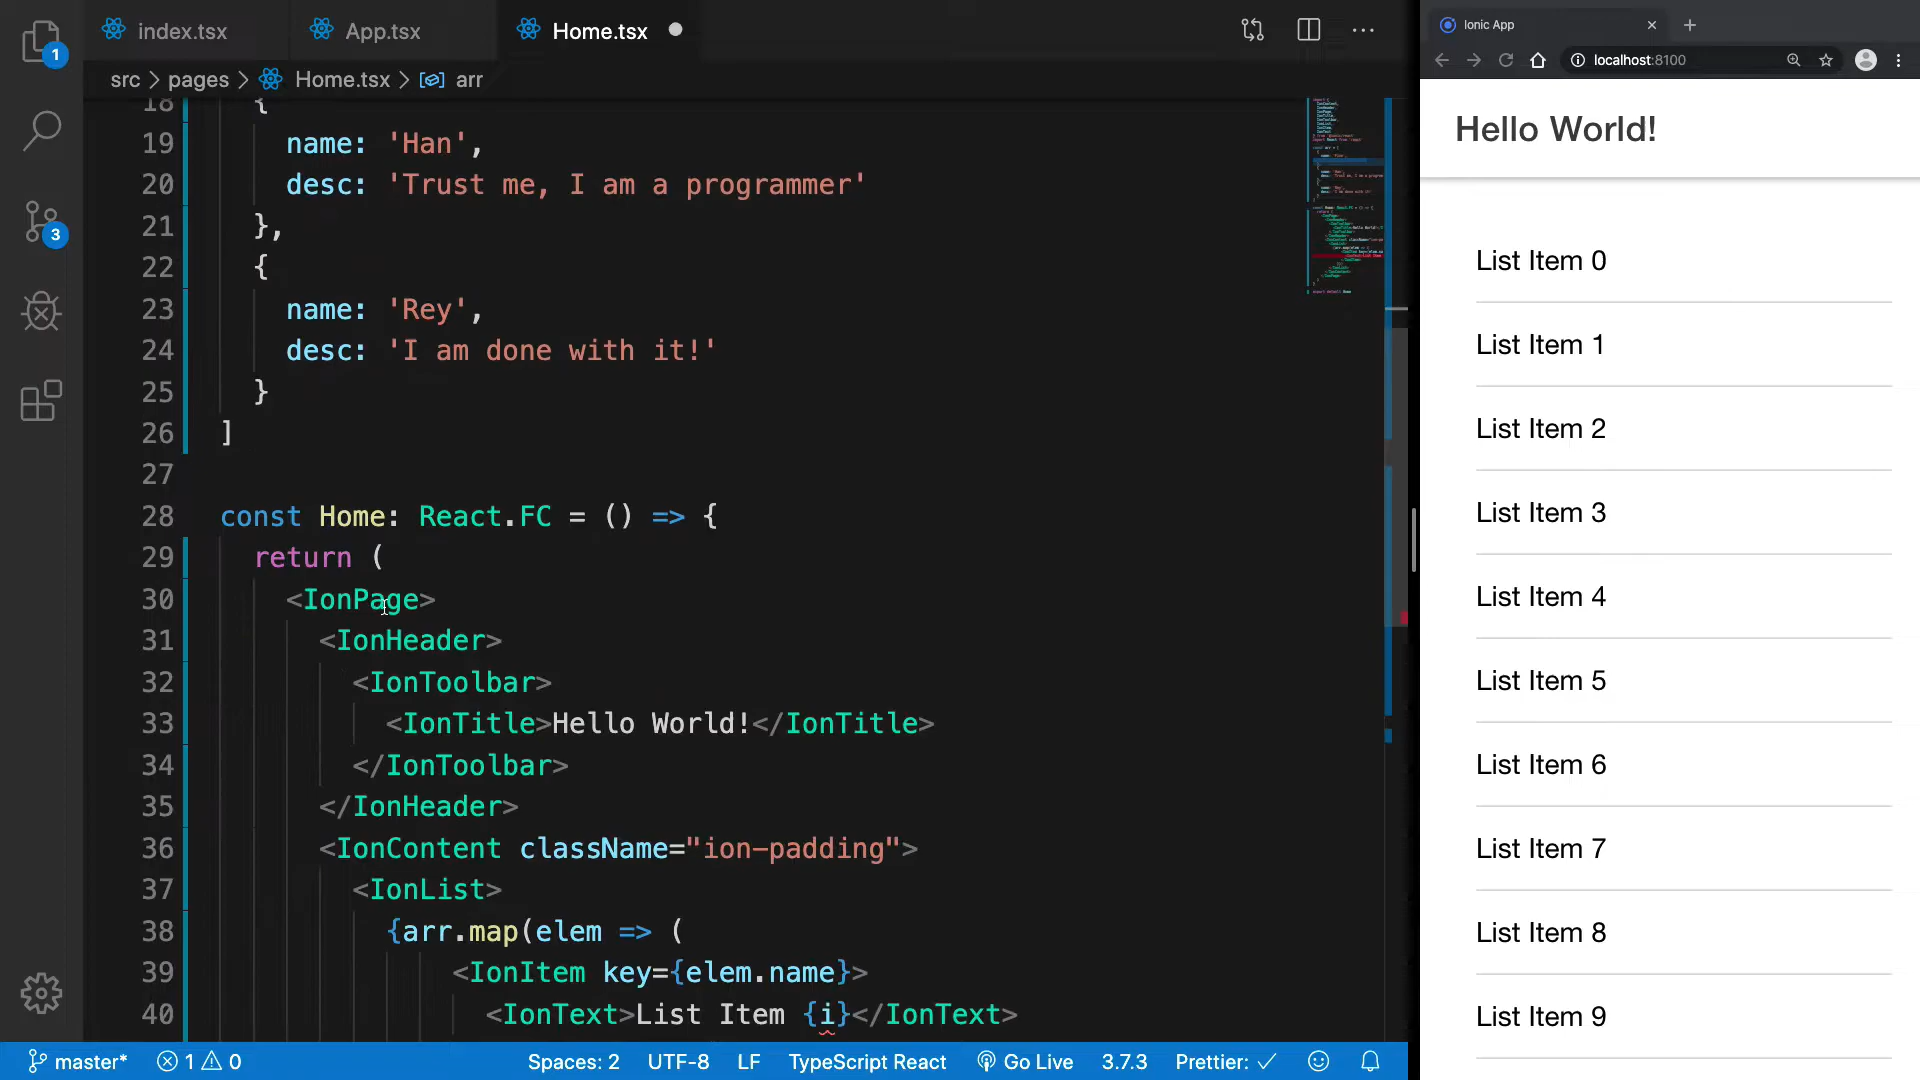 index.tsx
App.tsx
Home.tsx
src > pages > Home.tsx > arr
1
3
18 {
19 name: 'Han',
20 desc: 'Trust me, I am a programmer'
21 },
22 {
23 name: 'Rey',
24 desc: 'I am done with it!'
25 }
26 ]
27
28 const Home: React.FC = () => {
29 return (
30 <IonPage>
31 <IonHeader>
32 <IonToolbar>
33 <IonTitle>Hello World!</IonTitle>
34 </IonToolbar>
35 </IonHeader>
36 <IonContent className="ion-padding">
37 <IonList>
38 {arr.map(elem => (
39 <IonItem key={elem.name}>
40 <IonText>List Item {i}</IonText>
master* 1 0 Spaces: 2 UTF-8 LF TypeScript React Go Live 3.7.3 Prettier: ✓
Ionic App
localhost:8100
Hello World!
List Item 0
List Item 1
List Item 2
List Item 3
List Item 4
List Item 5
List Item 6
List Item 7
List Item 8
List Item 9